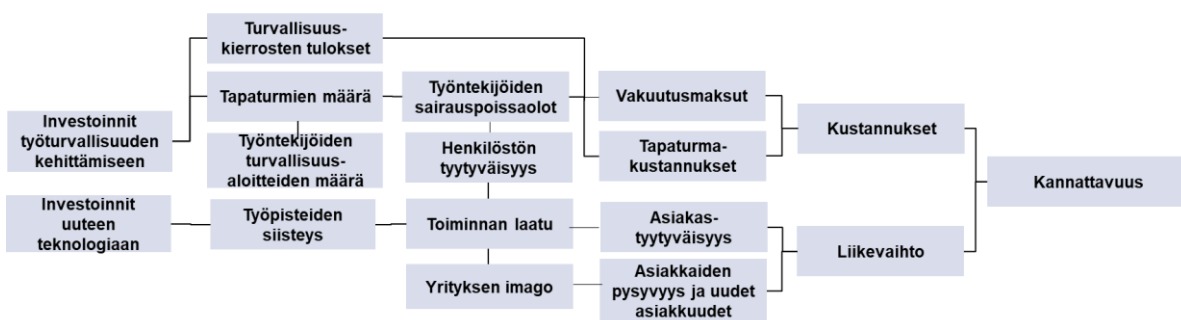 Turvallisuus-
kierrosten tulokset
Tapaturmien määrä
Työntekijöiden
sairauspoissaolot
Vakuutusmaksut
Investoinnit
työturvallisuuden
kehittämiseen
Työntekijöiden
turvallisuus-
aloitteiden määrä
Henkilöstön
tyytyväisyys
Tapaturma-
kustannukset
Kustannukset
Kannattavuus
Investoinnit
uuteen
teknologiaan
Työpisteiden
siisteys
Toiminnan laatu
Asiakas-
tyytyväisyys
Liikevaihto
Yrityksen imago
Asiakkaiden
pysyvyys ja uudet
asiakkuudet